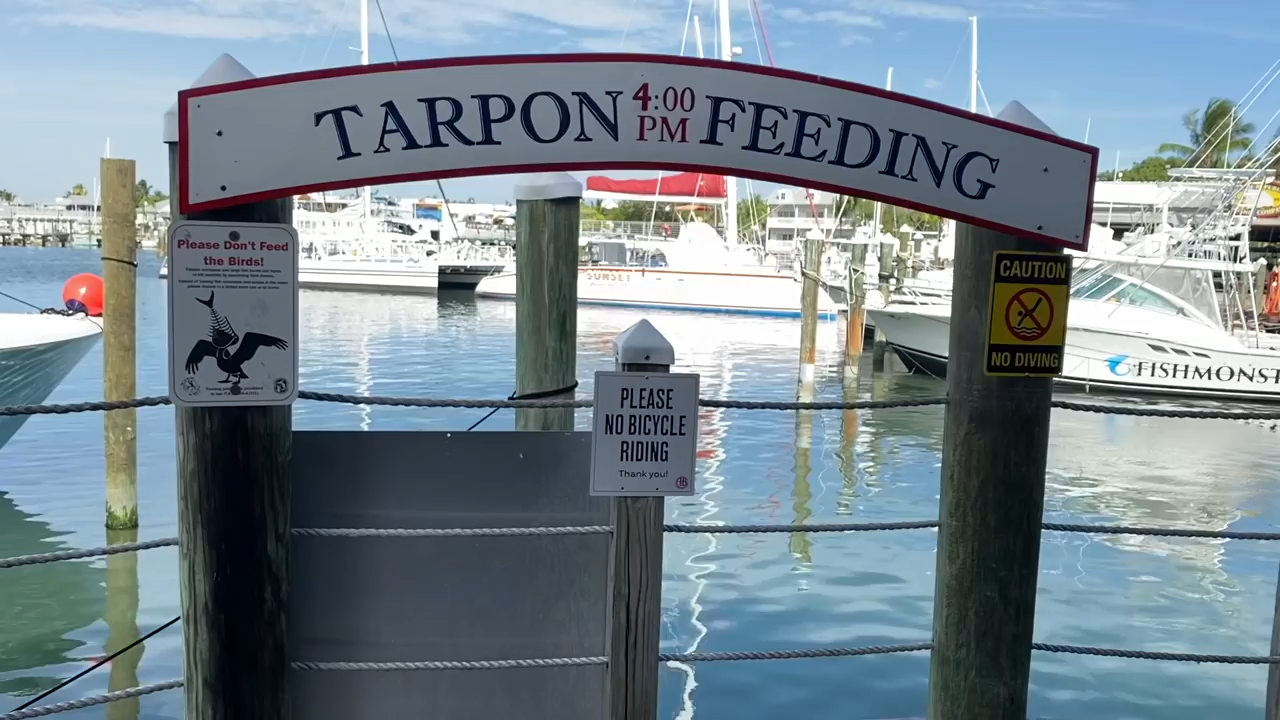 TARPON 4:00 PM FEEDING
Please Don't Feed
the Birds!
CAUTION
NO DIVING
PLEASE
NO BICYCLE
RIDING
Thank you!
SUNSET
FISHMONST